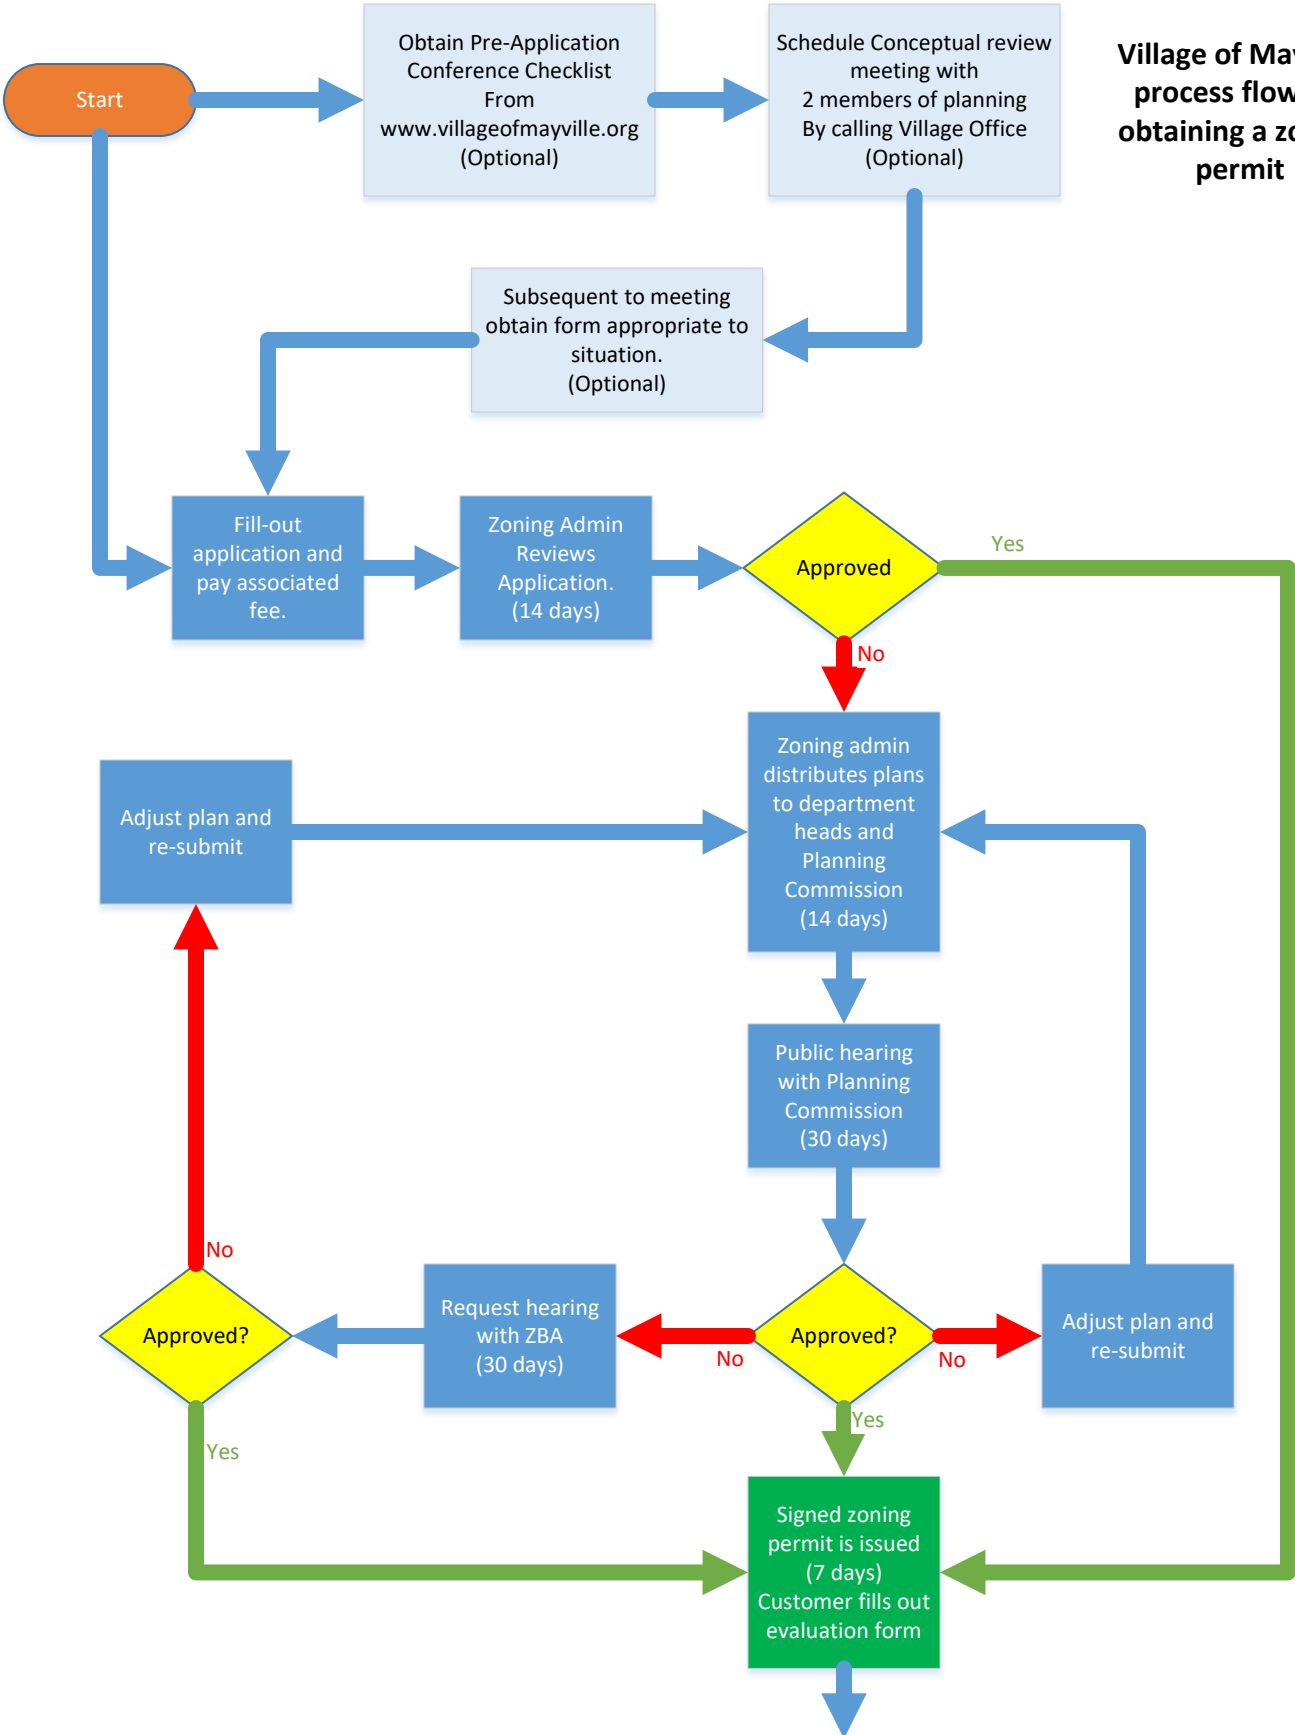 Start
Obtain Pre-Application
Conference Checklist
From
www.villageofmayville.org
(Optional)
Schedule Conceptual review
meeting with
2 members of planning
By calling Village Office
(Optional)
Village of May
process flow
obtaining a zo
permit
Subsequent to meeting
obtain form appropriate to
situation.
(Optional)
Fill-out
application and
pay associated
fee.
Zoning Admin
Reviews
Application.
(14 days)
Approved
Yes
No
Zoning admin
distributes plans
to department
heads and
Planning
Commission
(14 days)
Adjust plan and
re-submit
Public hearing
with Planning
Commission
(30 days)
No
Approved?
Request hearing
with ZBA
(30 days)
No
Approved?
No
Adjust plan and
re-submit
Yes
Yes
Signed zoning
permit is issued
(7 days)
Customer fills out
evaluation form